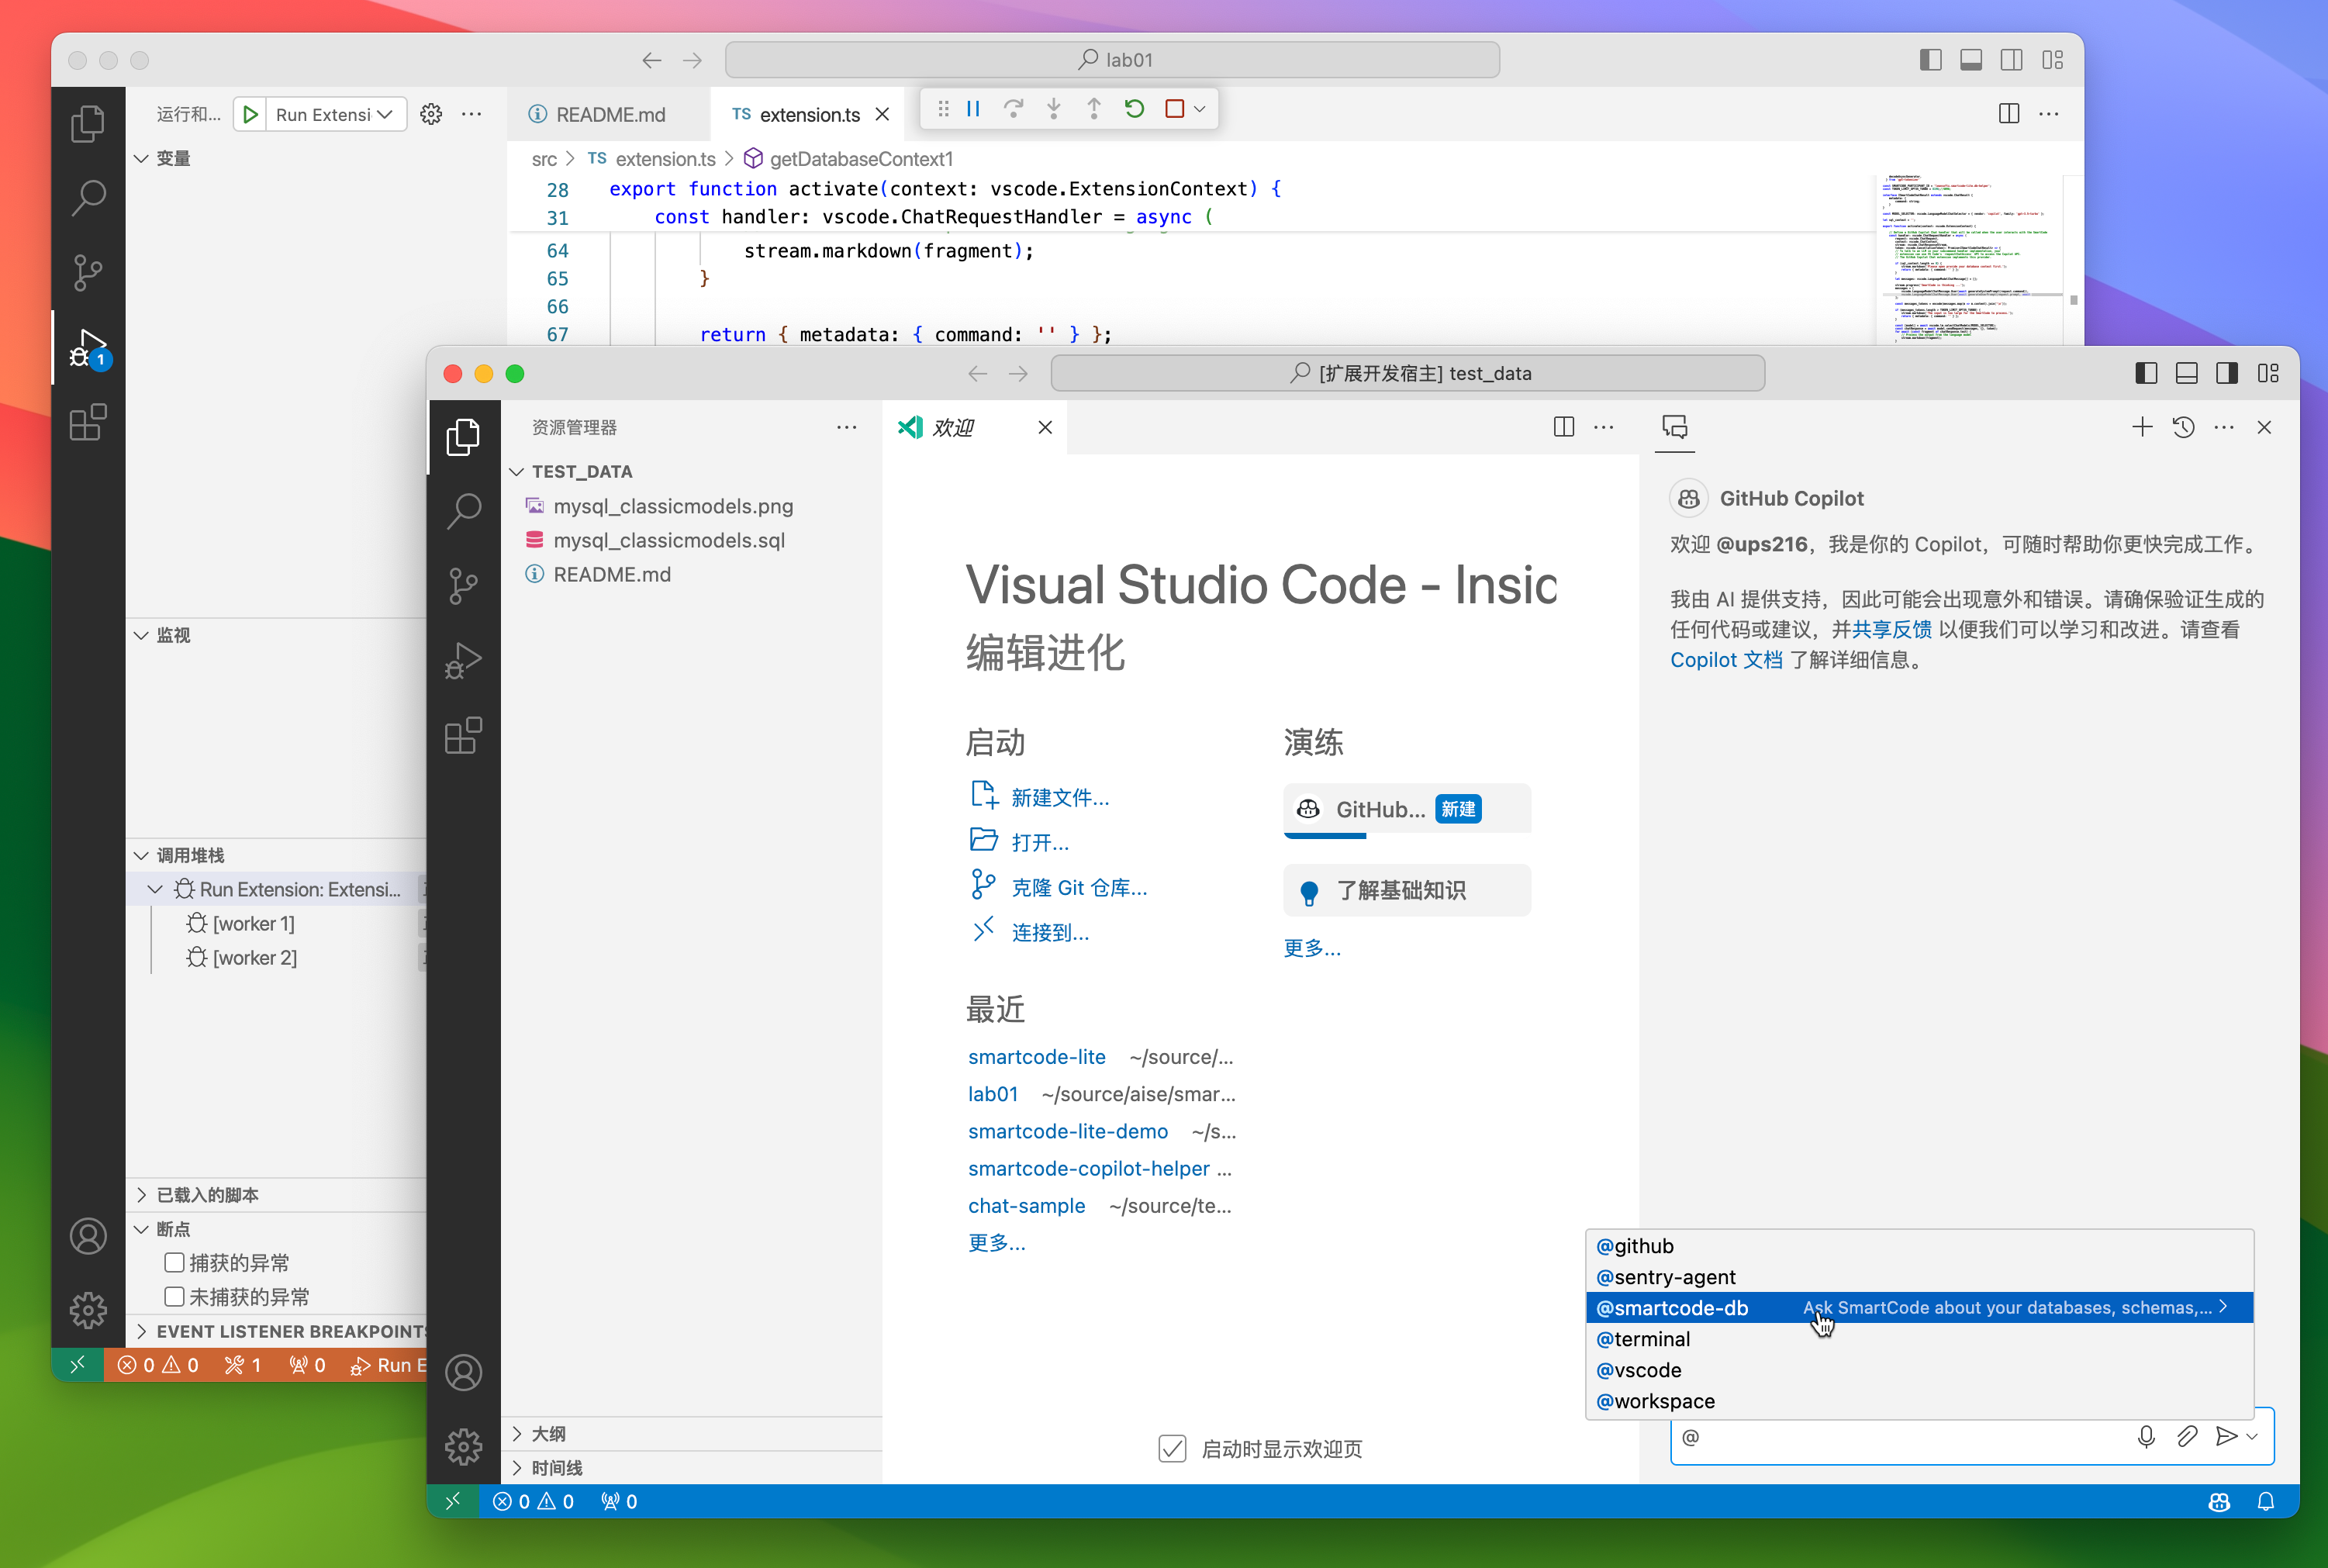 lab01
运行和...
Run Extensi
README.md
TS extension.ts
变量
src > TS extension.ts > getDatabaseContext1
28 export function activate(context: vscode.ExtensionContext) {
31 const handler: vscode.ChatRequestHandler = async (
64 stream.markdown(fragment);
65 }
66
67 return { metadata: { command: '' } };
1
监视
调用堆栈
Run Extension: Extensi...
[worker 1]
[worker 2]
已载入的脚本
断点
捕获的异常
未捕获的异常
EVENT LISTENER BREAKPOINTS
0 0 1 0 Run E
[扩展开发宿主] test_data
资源管理器
TEST_DATA
mysql_classicmodels.png
mysql_classicmodels.sql
README.md
大纲
时间线
欢迎
Visual Studio Code - Insid
编辑进化
启动
新建文件...
打开...
克隆 Git 仓库...
连接到...
最近
smartcode-lite ~/source/...
lab01 ~/source/aise/smar...
smartcode-lite-demo ~/s...
smartcode-copilot-helper ...
chat-sample ~/source/te...
更多...
演练
GitHub... 新建
了解基础知识
更多...
启动时显示欢迎页
GitHub Copilot
欢迎 @ups216，我是你的 Copilot，可随时帮助你更快完成工作。
我由 AI 提供支持，因此可能会出现意外和错误。请确保验证生成的
任何代码或建议，并共享反馈 以便我们可以学习和改进。请查看
Copilot 文档 了解详细信息。
@github
@sentry-agent
@smartcode-db Ask SmartCode about your databases, schemas,...
@terminal
@vscode
@workspace
@
0 0 0